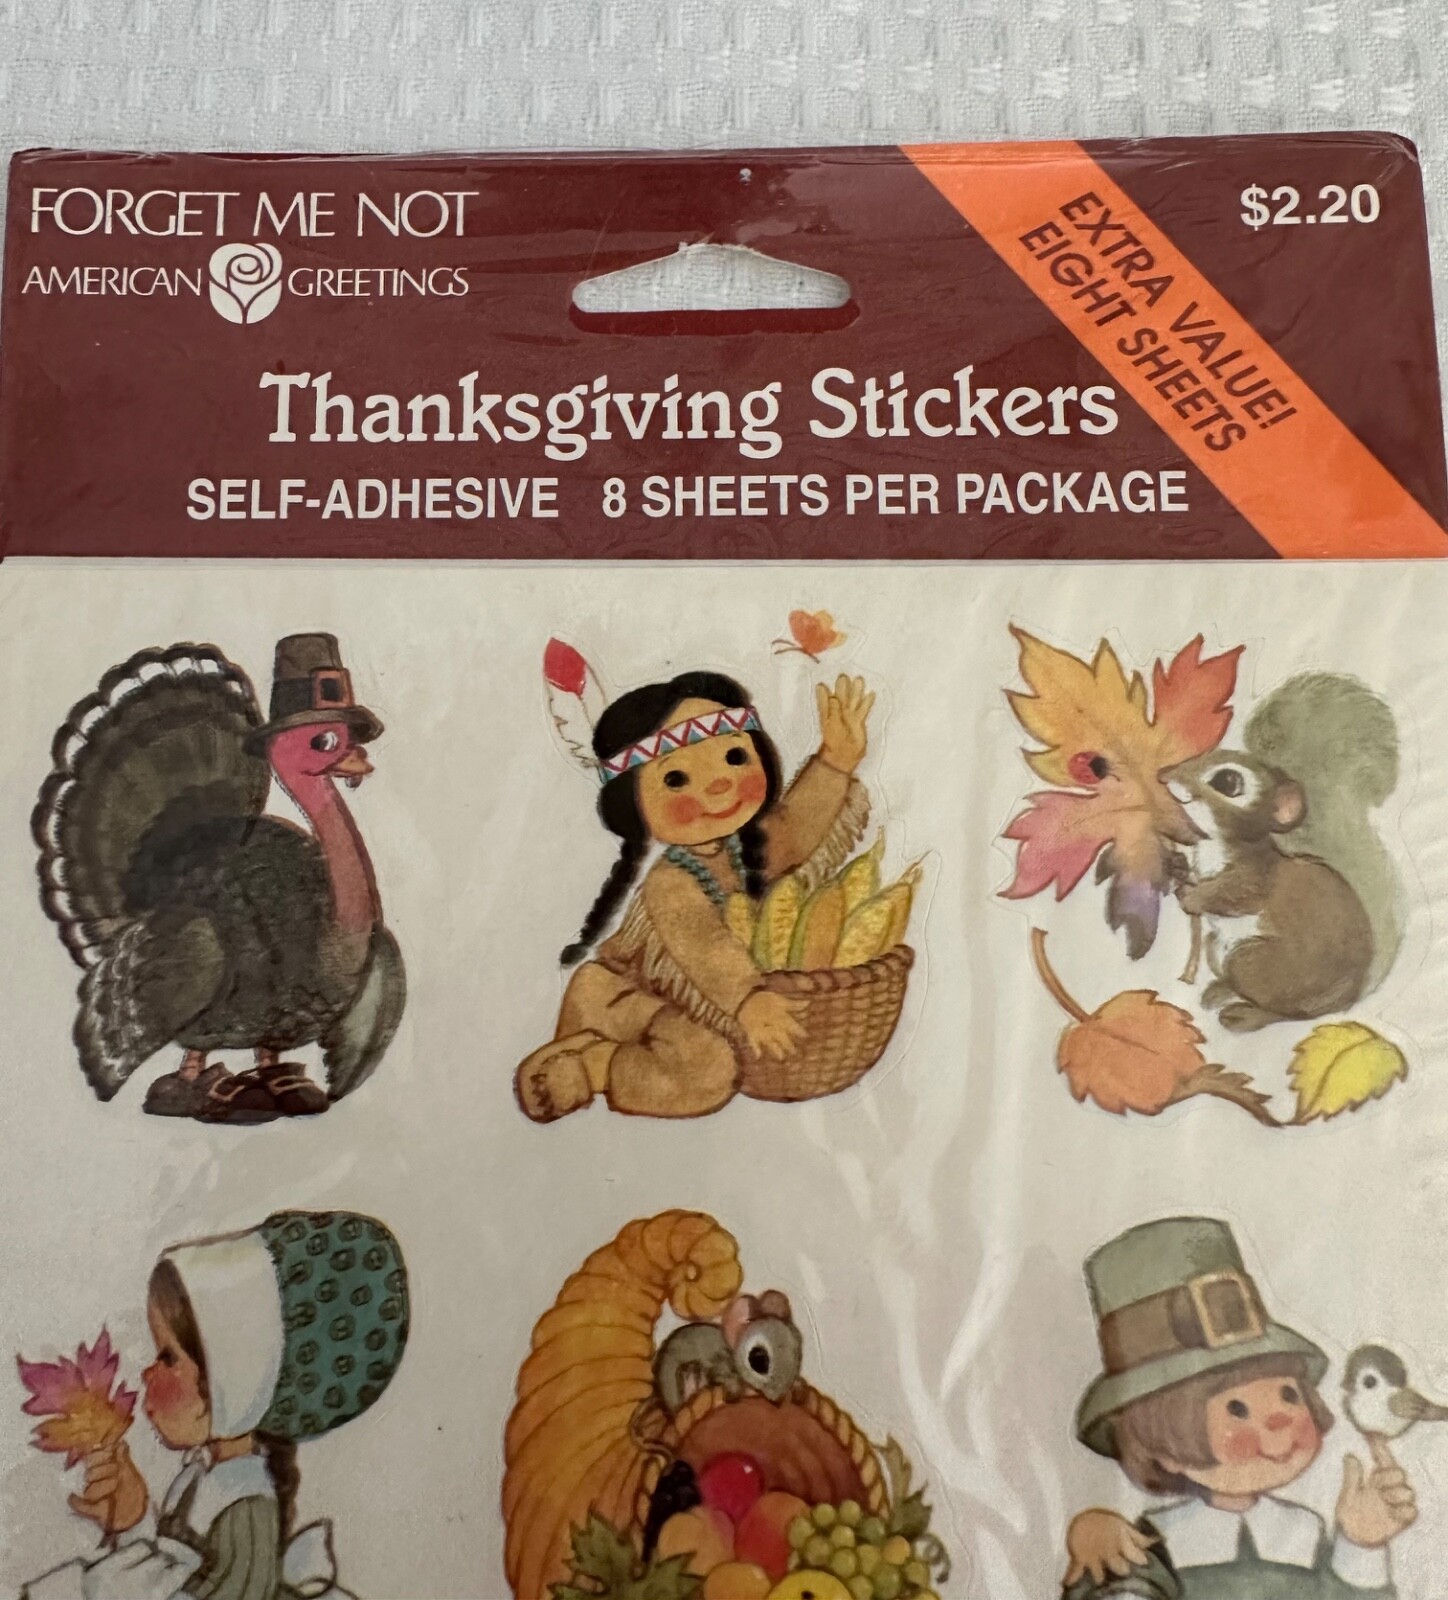 FORGET ME NOT
AMERICAN GREETINGS
EXTRA VALUE!
EIGHT SHEETS
$2.20
Thanksgiving Stickers
SELF-ADHESIVE 8 SHEETS PER PACKAGE